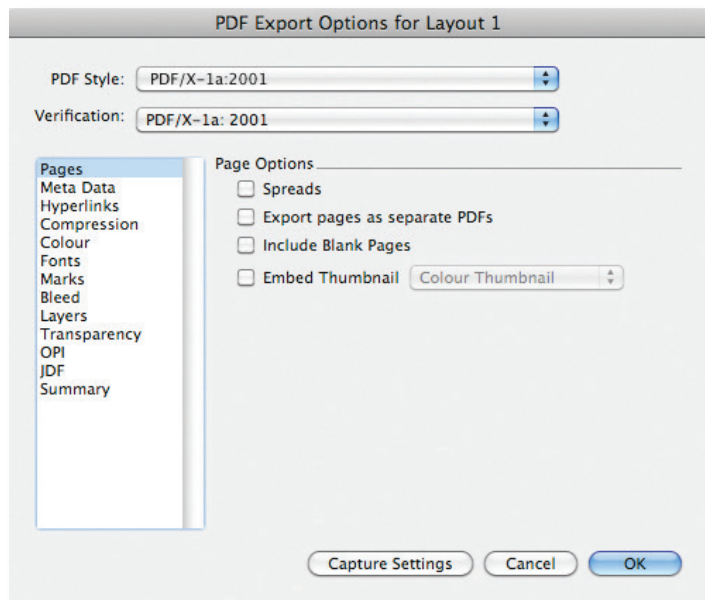 PDF Export Options for Layout 1
PDF Style: PDF/X-1a:2001
Verification: PDF/X-1a: 2001
Pages
Meta Data
Hyperlinks
Compression
Colour
Fonts
Marks
Bleed
Layers
Transparency
OPI
JDF
Summary
Page Options
Spreads
Export pages as separate PDFs
Include Blank Pages
Embed Thumbnail Colour Thumbnail
Capture Settings Cancel OK